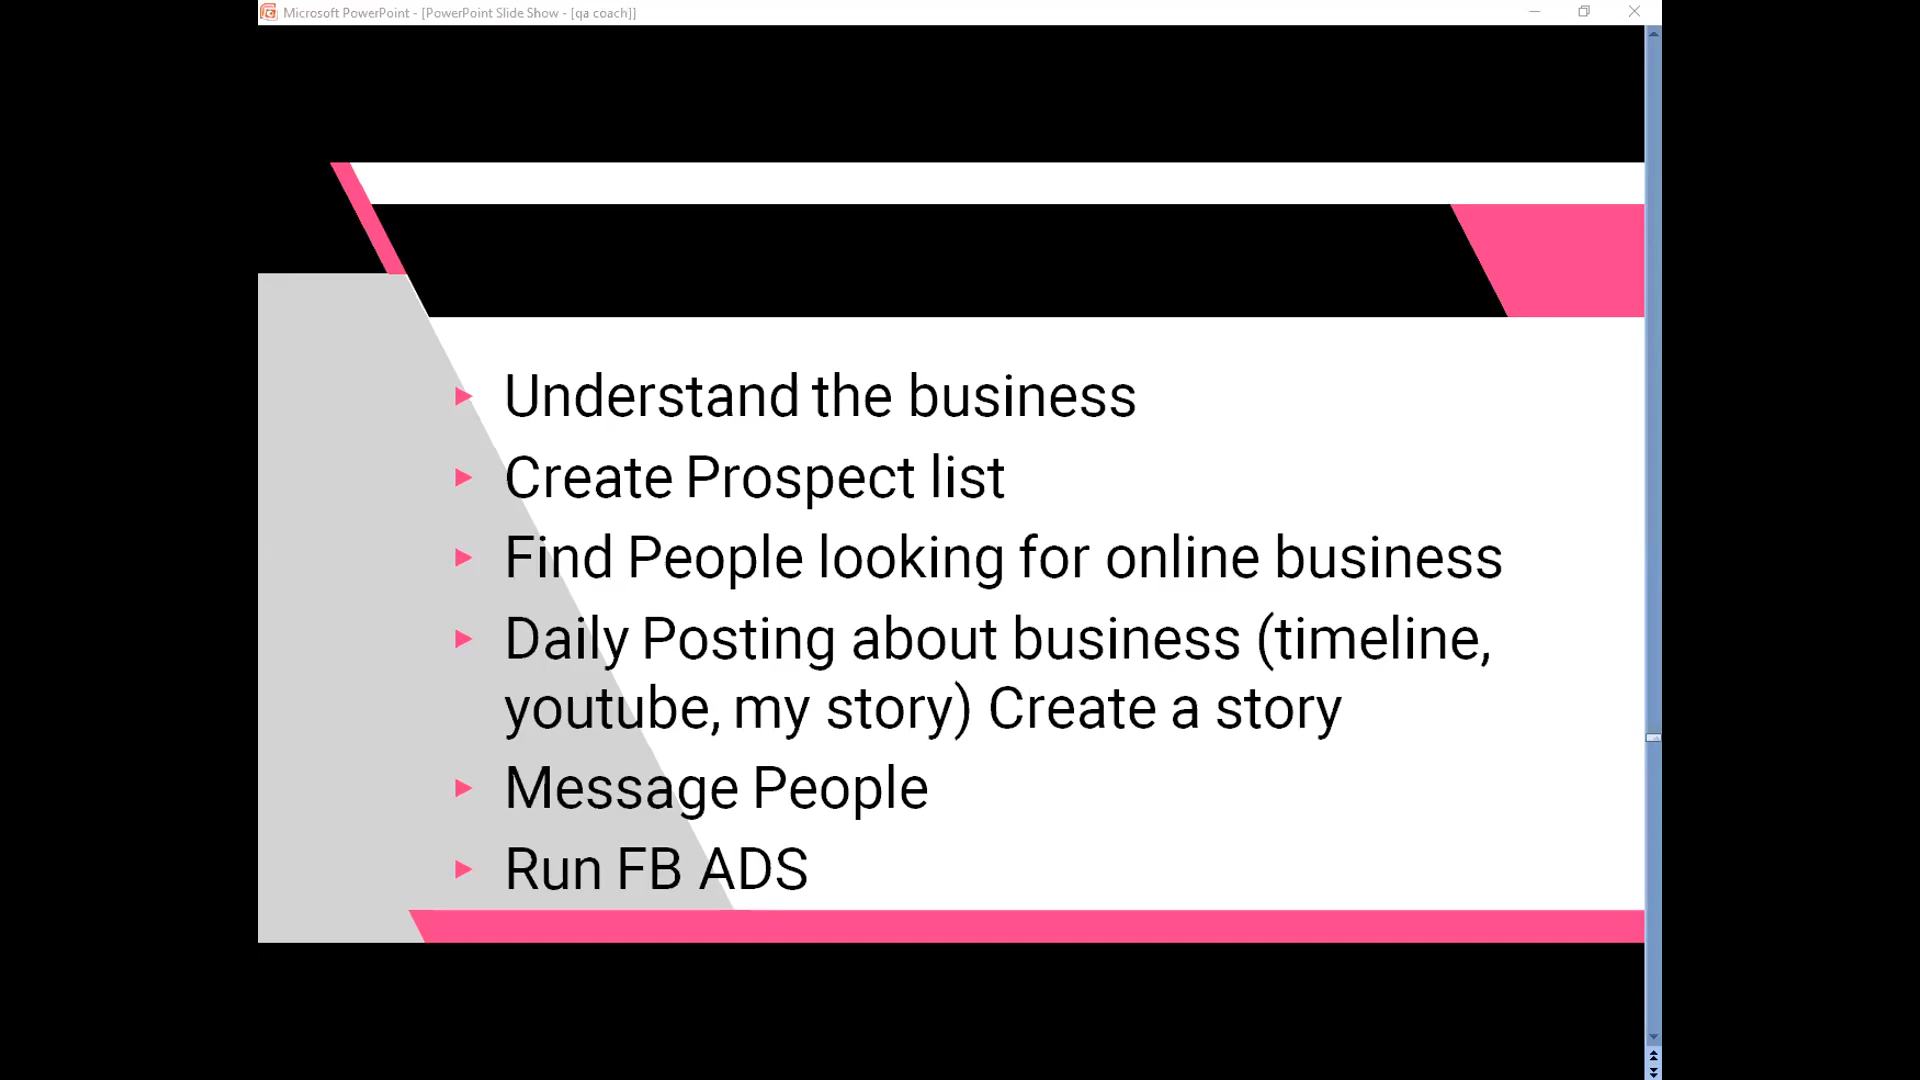 Microsoft PowerPoint - [PowerPoint Slide Show - [qa coach]]
Understand the business
Create Prospect list
Find People looking for online business
Daily Posting about business (timeline,
youtube, my story) Create a story
Message People
Run FB ADS